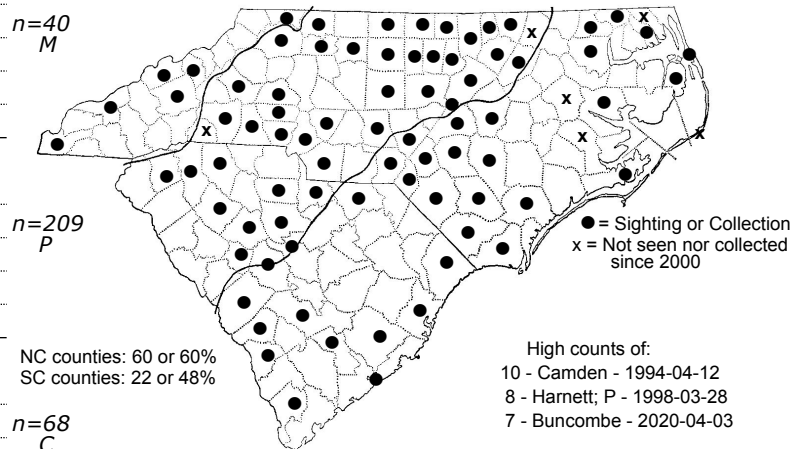 n=40
M
n=209
P
n=68
C
● = Sighting or Collection
x = Not seen nor collected
since 2000
NC counties: 60 or 60%
SC counties: 22 or 48%
High counts of:
10 - Camden - 1994-04-12
8 - Harnett; P - 1998-03-28
7 - Buncombe - 2020-04-03
x
x
x
x
x
x